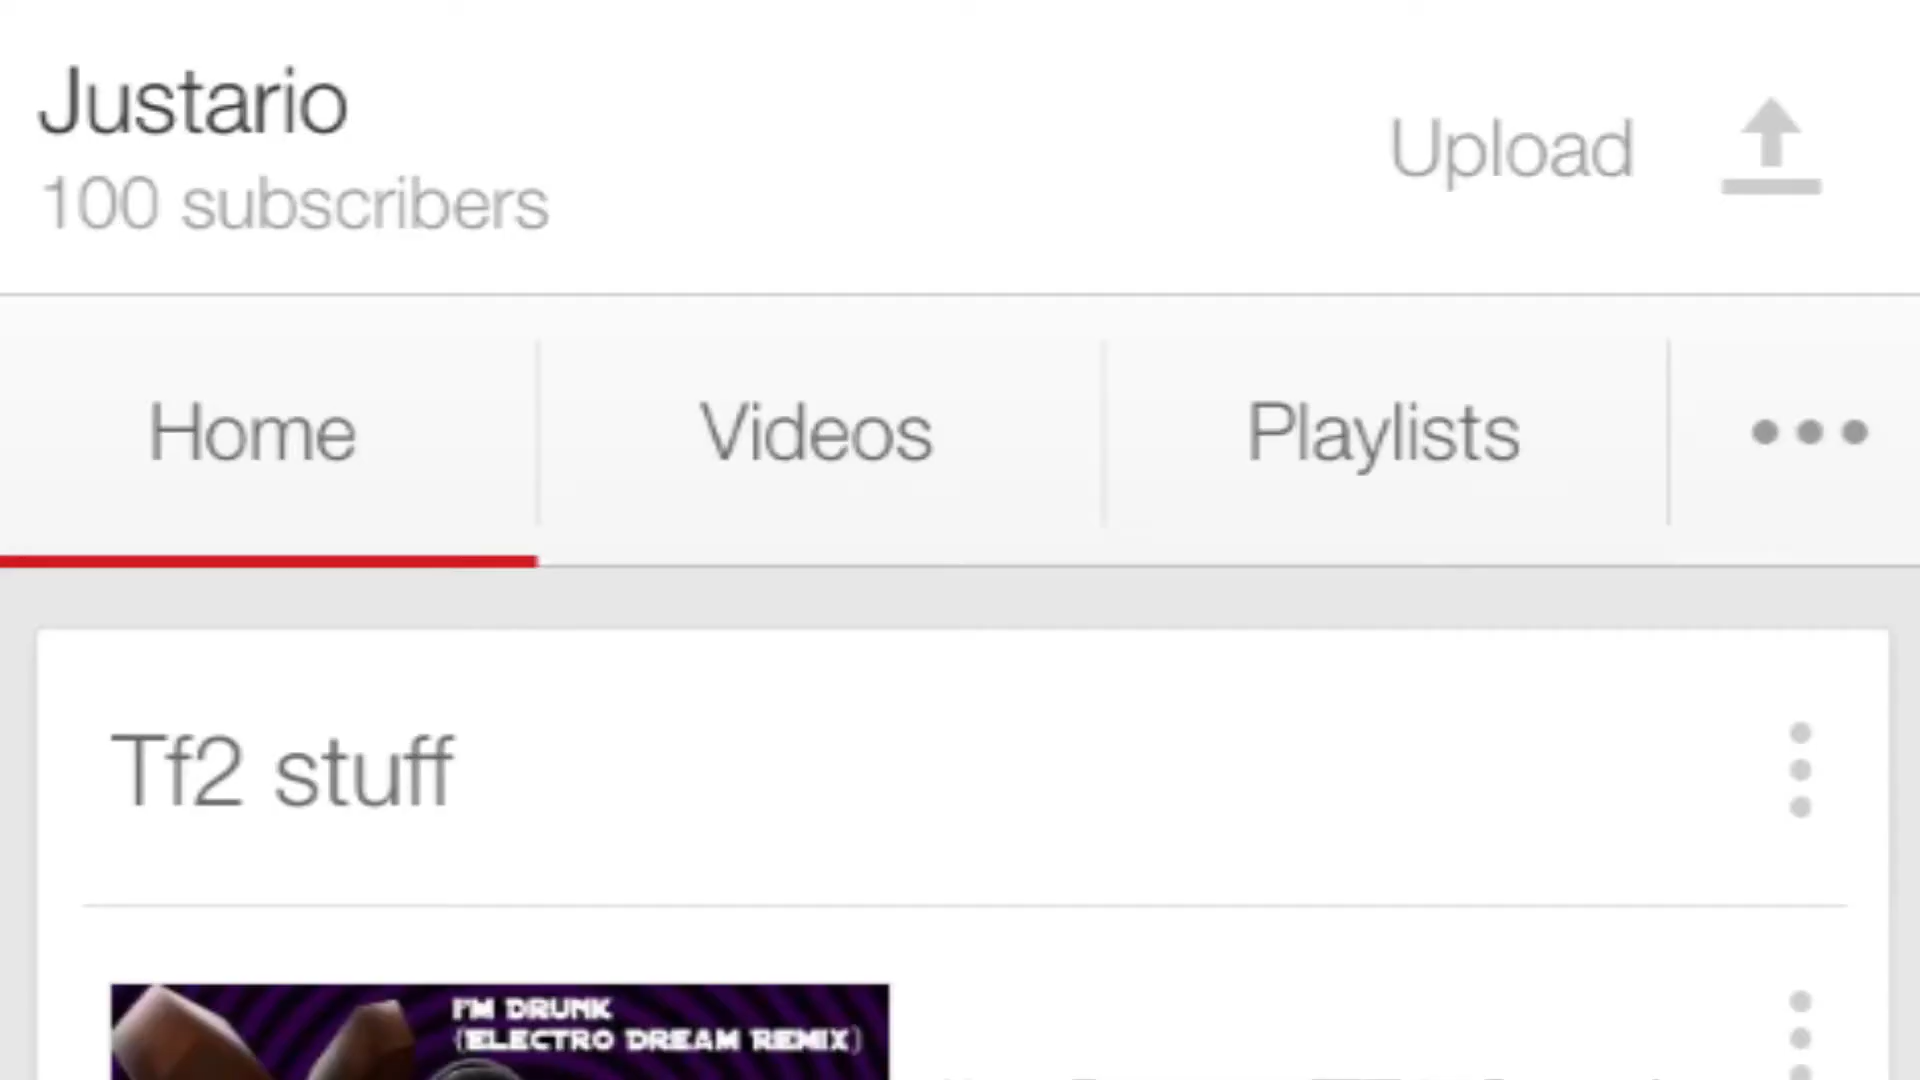 Justario
100 subscribers
Upload
Home
Videos
Playlists
Tf2 stuff
I'M DRUNK
(ELECTRO DREAM REMIX)